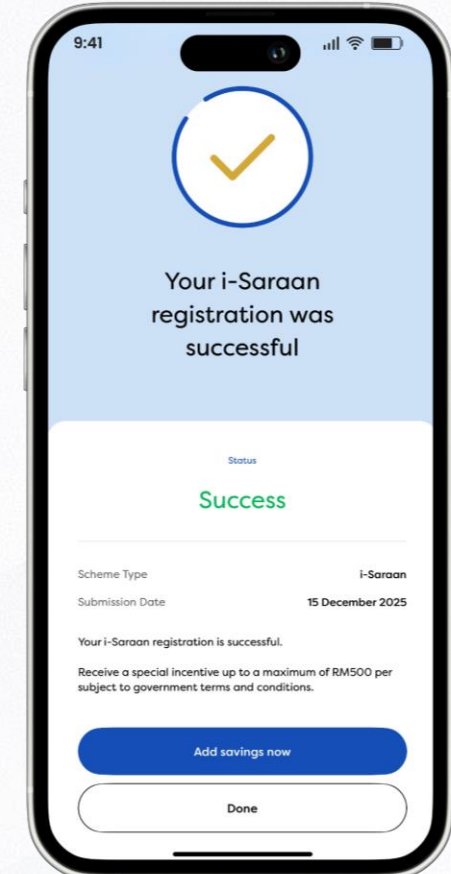 9:41
Your i-Saraan
registration was
successful
Status
Success
Scheme Type i-Saraan
Submission Date 15 December 2025
Your i-Saraan registration is successful.
Receive a special incentive up to a maximum of RM500 per
subject to government terms and conditions.
Add savings now
Done